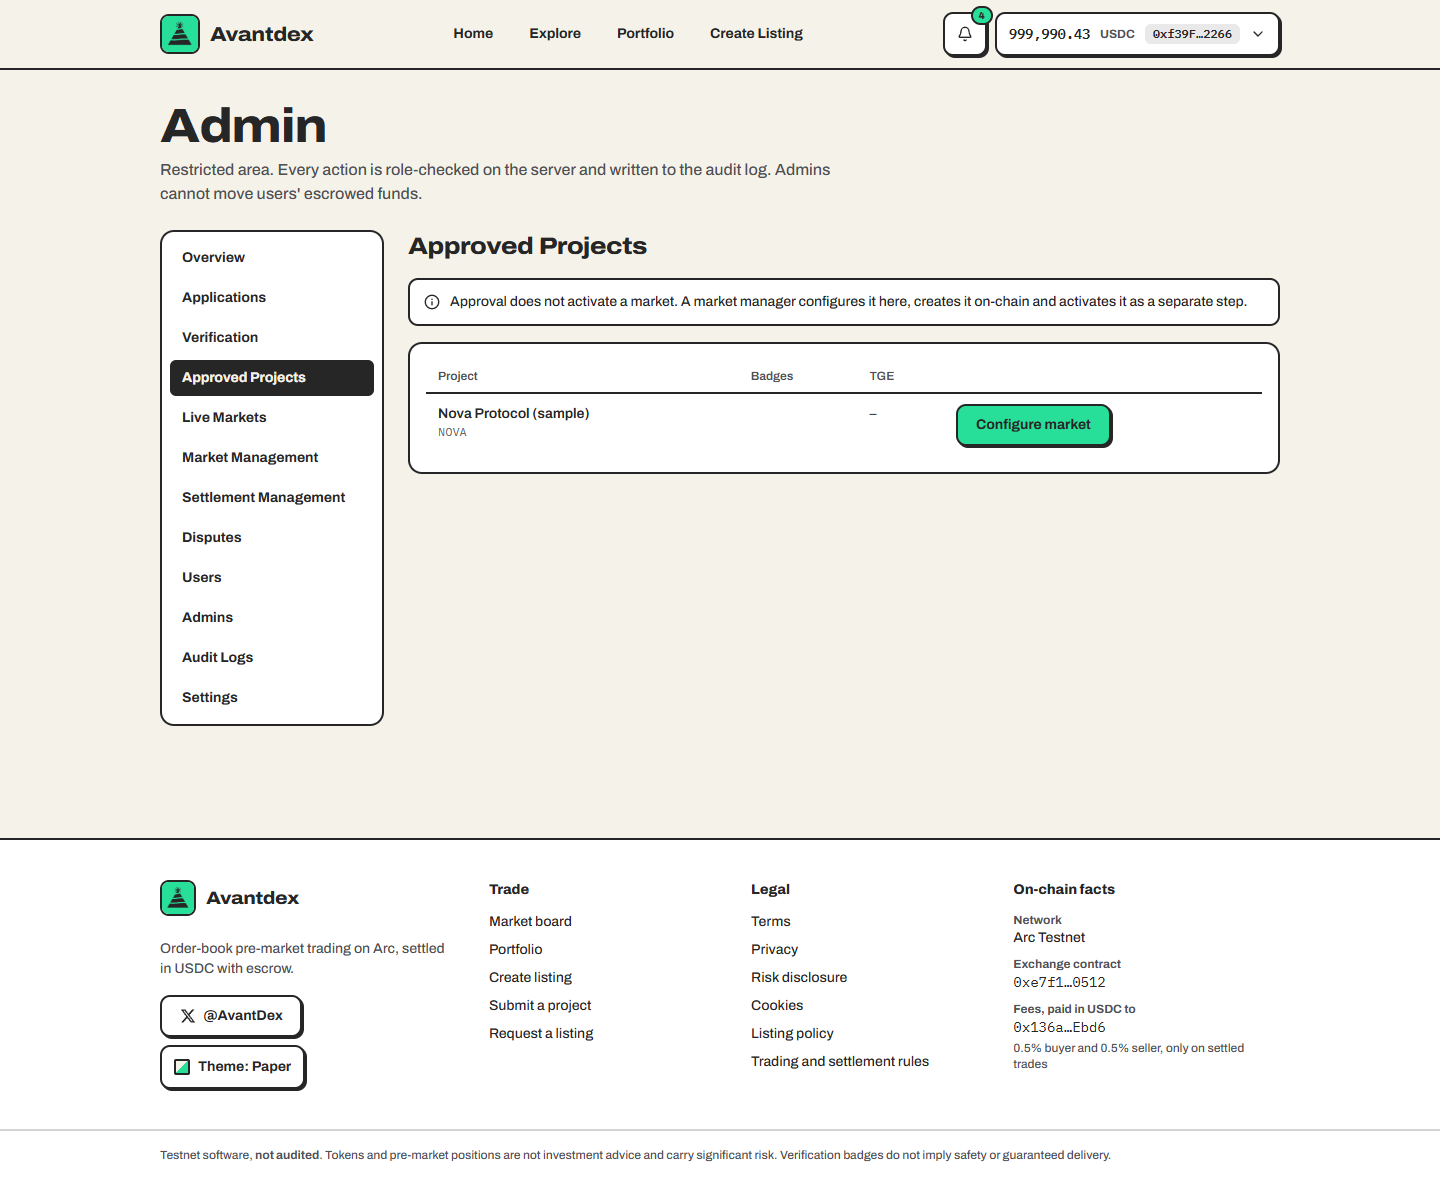 Avantdex
Home
Explore
Portfolio
Create Listing
4
999,990.43 USDC 0xf39F…2266
Admin
Restricted area. Every action is role-checked on the server and written to the audit log. Admins
cannot move users' escrowed funds.
Overview
Applications
Verification
Approved Projects
Live Markets
Market Management
Settlement Management
Disputes
Users
Admins
Audit Logs
Settings
Approved Projects
Approval does not activate a market. A market manager configures it here, creates it on-chain and activates it as a separate step.
Project Badges TGE
Nova Protocol (sample) – Configure market
NOVA
Avantdex
Order-book pre-market trading on Arc, settled
in USDC with escrow.
@AvantDex
Theme: Paper
Trade
Market board
Portfolio
Create listing
Submit a project
Request a listing
Legal
Terms
Privacy
Risk disclosure
Cookies
Listing policy
Trading and settlement rules
On-chain facts
Network
Arc Testnet
Exchange contract
0xe7f1…0512
Fees, paid in USDC to
0x136a…Ebd6
0.5% buyer and 0.5% seller, only on settled
trades
Testnet software, not audited. Tokens and pre-market positions are not investment advice and carry significant risk. Verification badges do not imply safety or guaranteed delivery.